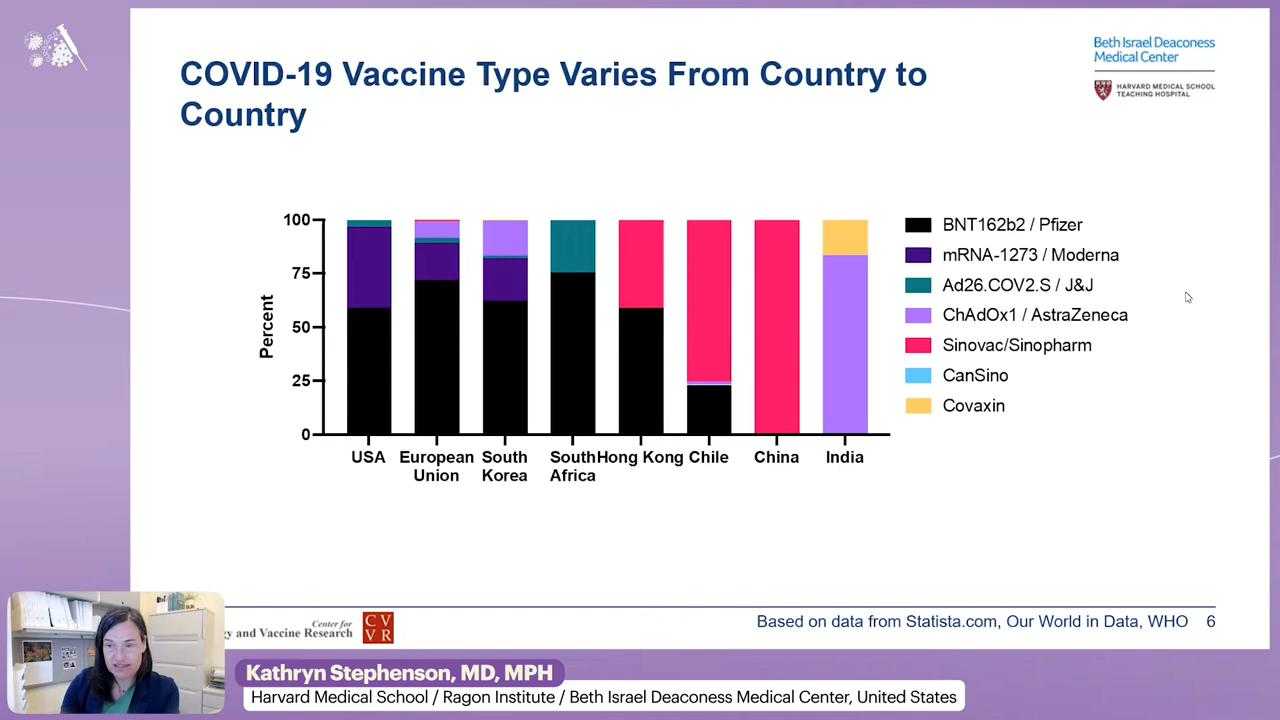 COVID-19 Vaccine Type Varies From Country to
Country
Beth Israel Deaconess
Medical Center
HARVARD MEDICAL SCHOOL
TEACHING HOSPITAL
Percent
100
75
50
25
0
USA
European
Union
South
Korea
South
Africa
Hong Kong
Chile
China
India
BNT162b2 / Pfizer
mRNA-1273 / Moderna
Ad26.COV2.S / J&J
ChAdOx1 / AstraZeneca
Sinovac/Sinopharm
CanSino
Covaxin
Center for
y and Vaccine Research
C V
V R
Based on data from Statista.com, Our World in Data, WHO 6
Kathryn Stephenson, MD, MPH
Harvard Medical School / Ragon Institute / Beth Israel Deaconess Medical Center, United States